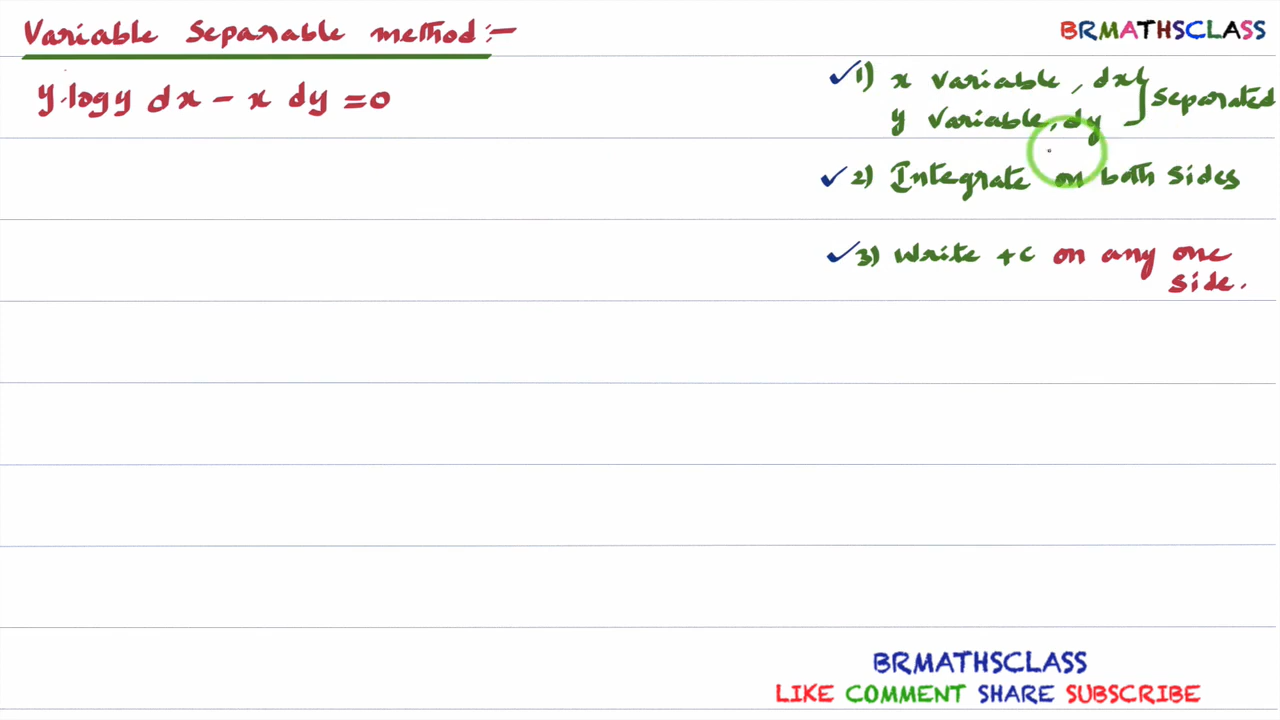 Variable Separable method:-
BRMATHSCLASS
y·logy dx - x dy = 0
✓1) x variable, dx } Separated
y variable, dy
✓2) Integrate on both sides
✓3) Write +c on any one
side.
BRMATHSCLASS
LIKE COMMENT SHARE SUBSCRIBE